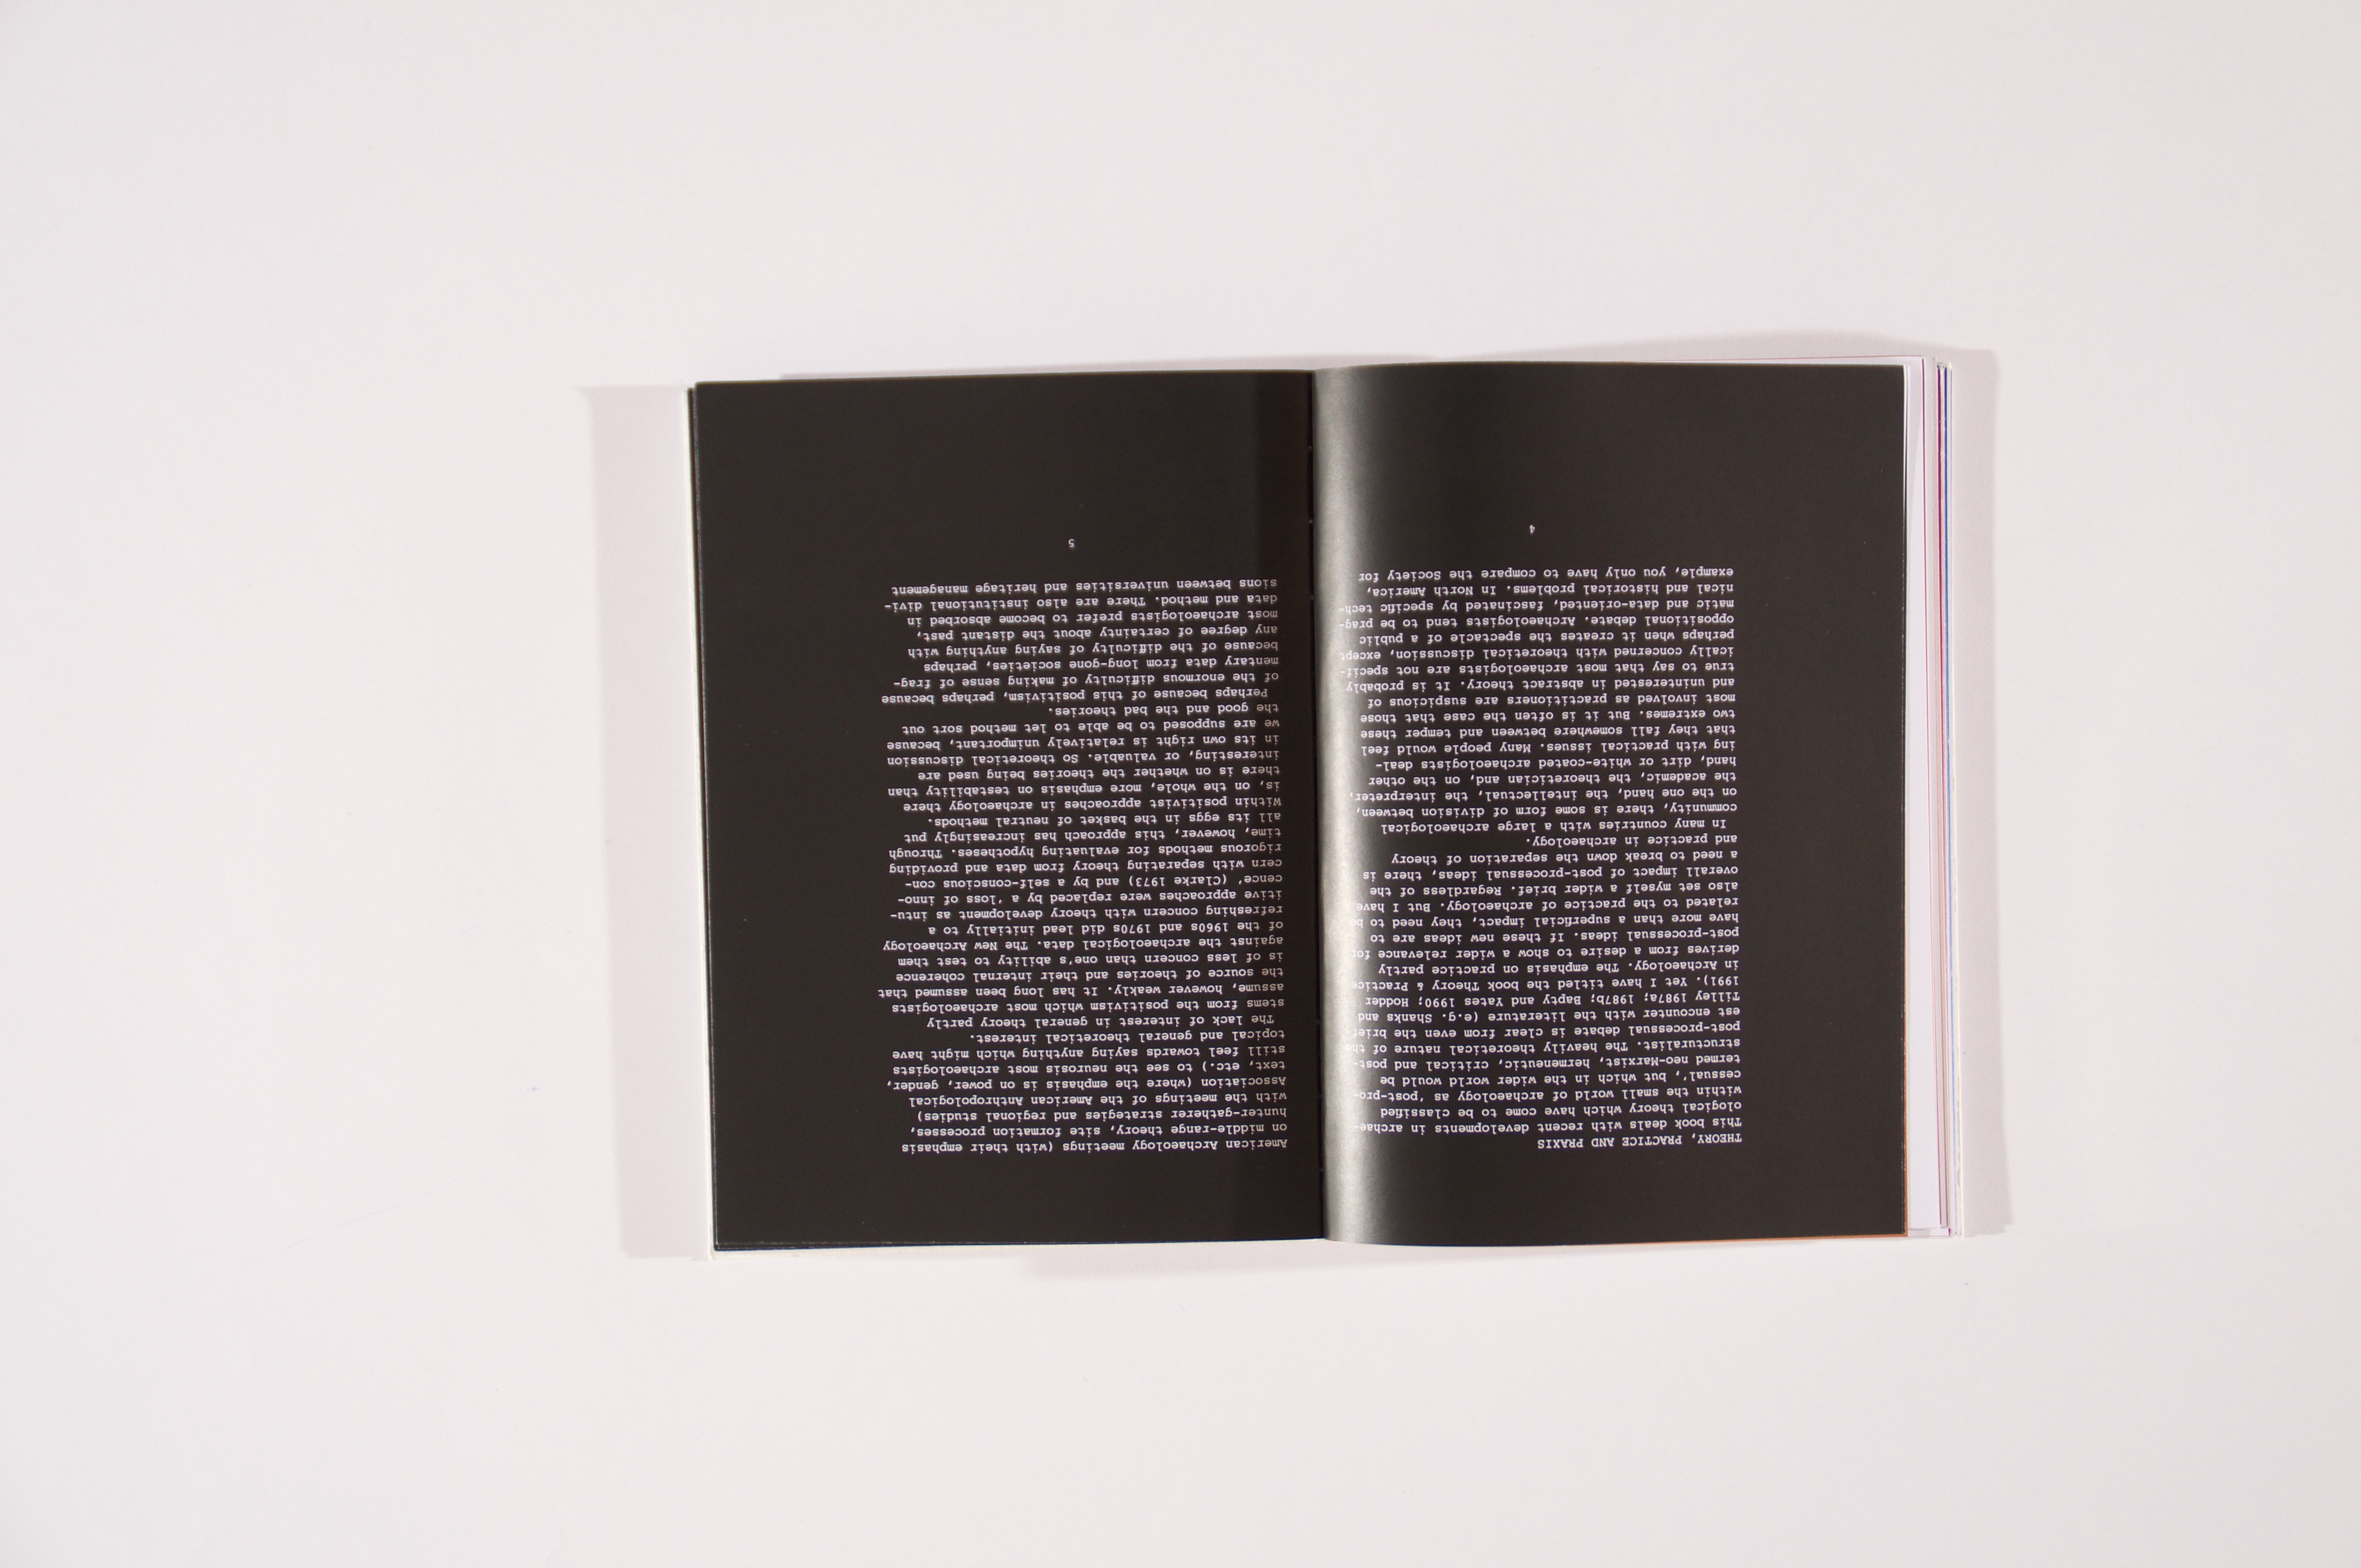 THEORY, PRACTICE AND PRAXIS
This book deals with recent developments in archae-
ological theory which have come to be classified
within the small world of archaeology as 'post-pro-
cessual', but which in the wider world would be
termed neo-Marxist, hermeneutic, critical and post-
structuralist. The heavily theoretical nature of the
post-processual debate is clear from even the brief-
est encounter with the literature (e.g. Shanks and
Tilley 1987a; 1987b; Bapty and Yates 1990; Hodder
1991). Yet I have titled the book Theory & Practice
in Archaeology. The emphasis on practice partly
derives from a desire to show a wider relevance for
post-processual ideas. If these new ideas are to
have more than a superficial impact, they need to be
related to the practice of archaeology. But I have
also set myself a wider brief. Regardless of the
overall impact of post-processual ideas, there is
a need to break down the separation of theory
and practice in archaeology.
In many countries with a large archaeological
community, there is some form of division between,
on the one hand, the intellectual, the interpreter,
the academic, the theoretician and, on the other
hand, dirt or white-coated archaeologists deal-
ing with practical issues. Many people would feel
that they fall somewhere between and temper these
two extremes. But it is often the case that those
most involved as practitioners are suspicious of
and uninterested in abstract theory. It is probably
true to say that most archaeologists are not specif-
ically concerned with theoretical discussion, except
perhaps when it creates the spectacle of a public
oppositional debate. Archaeologists tend to be prag-
matic and data-oriented, fascinated by specific tech-
nical and historical problems. In North America,
example, you only have to compare the Society for
4
American Archaeology meetings (with their emphasis
on middle-range theory, site formation processes,
hunter-gatherer strategies and regional studies)
with the meetings of the American Anthropological
Association (where the emphasis is on power, gender,
text, etc.) to see the neurosis most archaeologists
still feel towards saying anything which might have
topical and general theoretical interest.
The lack of interest in general theory partly
stems from the positivism which most archaeologists
assume, however weakly. It has long been assumed that
the source of theories and their internal coherence
is of less concern than one's ability to test them
against the archaeological data. The New Archaeology
of the 1960s and 1970s did lead initially to a
refreshing concern with theory development as intu-
itive approaches were replaced by a 'loss of inno-
cence' (Clarke 1973) and by a self-conscious con-
cern with separating theory from data and providing
rigorous methods for evaluating hypotheses. Through
time, however, this approach has increasingly put
all its eggs in the basket of neutral methods.
Within positivist approaches in archaeology there
is, on the whole, more emphasis on testability than
there is on whether the theories being used are
interesting, or valuable. So theoretical discussion
in its own right is relatively unimportant, because
we are supposed to be able to let method sort out
the good and the bad theories.
Perhaps because of this positivism, perhaps because
of the enormous difficulty of making sense of frag-
mentary data from long-gone societies, perhaps
because of the difficulty of saying anything with
any degree of certainty about the distant past,
most archaeologists prefer to become absorbed in
data and method. There are also institutional divi-
sions between universities and heritage management
5